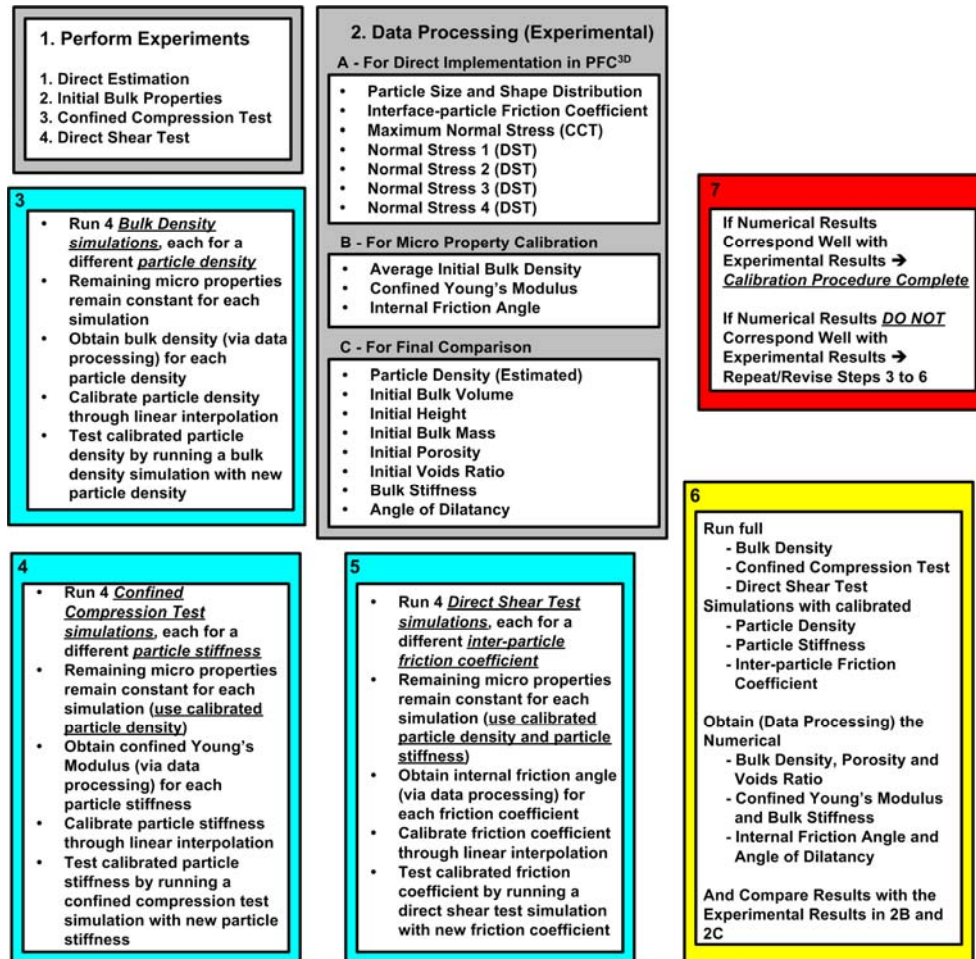 1. Perform Experiments
1. Direct Estimation
2. Initial Bulk Properties
3. Confined Compression Test
4. Direct Shear Test
2. Data Processing (Experimental)
A - For Direct Implementation in PFC3D
• Particle Size and Shape Distribution
• Interface-particle Friction Coefficient
• Maximum Normal Stress (CCT)
• Normal Stress 1 (DST)
• Normal Stress 2 (DST)
• Normal Stress 3 (DST)
• Normal Stress 4 (DST)
B - For Micro Property Calibration
• Average Initial Bulk Density
• Confined Young's Modulus
• Internal Friction Angle
C - For Final Comparison
• Particle Density (Estimated)
• Initial Bulk Volume
• Initial Height
• Initial Bulk Mass
• Initial Porosity
• Initial Voids Ratio
• Bulk Stiffness
• Angle of Dilatancy
3
• Run 4 Bulk Density
simulations, each for a
different particle density
• Remaining micro properties
remain constant for each
simulation
• Obtain bulk density (via data
processing) for each
particle density
• Calibrate particle density
through linear interpolation
• Test calibrated particle
density by running a bulk
density simulation with new
particle density
4
• Run 4 Confined
Compression Test
simulations, each for a
different particle stiffness
• Remaining micro properties
remain constant for each
simulation (use calibrated
particle density)
• Obtain confined Young's
Modulus (via data
processing) for each
particle stiffness
• Calibrate particle stiffness
through linear interpolation
• Test calibrated particle
stiffness by running a
confined compression test
simulation with new particle
stiffness
5
• Run 4 Direct Shear Test
simulations, each for a
different inter-particle
friction coefficient
• Remaining micro properties
remain constant for each
simulation (use calibrated
particle density and particle
stiffness)
• Obtain internal friction angle
(via data processing) for
each friction coefficient
• Calibrate friction coefficient
through linear interpolation
• Test calibrated friction
coefficient by running a
direct shear test simulation
with new friction coefficient
6
Run full
- Bulk Density
- Confined Compression Test
- Direct Shear Test
Simulations with calibrated
- Particle Density
- Particle Stiffness
- Inter-particle Friction
Coefficient
Obtain (Data Processing) the
Numerical
- Bulk Density, Porosity and
Voids Ratio
- Confined Young's Modulus
and Bulk Stiffness
- Internal Friction Angle and
Angle of Dilatancy
And Compare Results with the
Experimental Results in 2B and
2C
7
If Numerical Results
Correspond Well with
Experimental Results ➔
Calibration Procedure Complete
If Numerical Results DO NOT
Correspond Well with
Experimental Results ➔
Repeat/Revise Steps 3 to 6